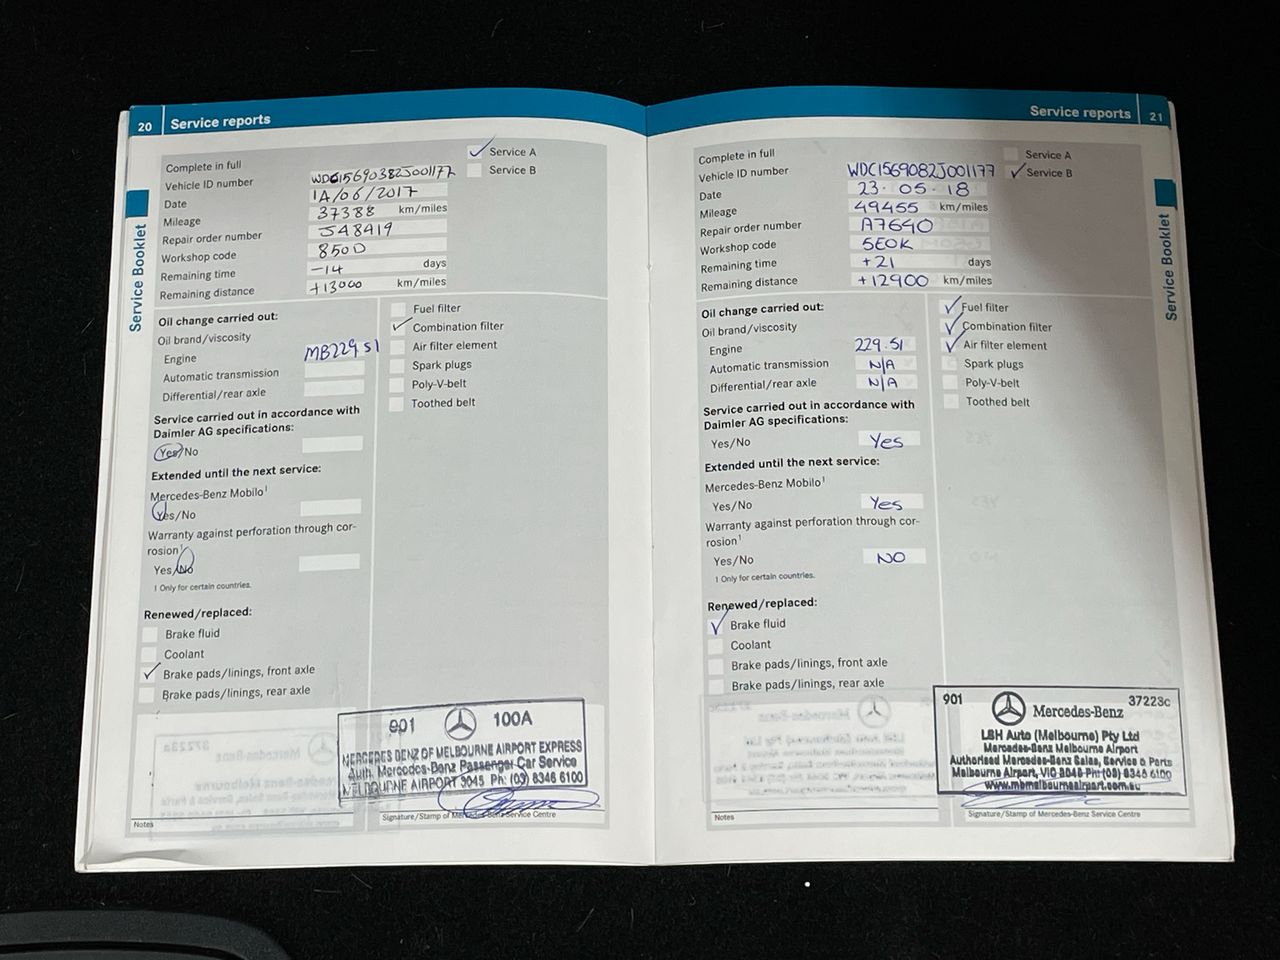 20 Service reports
Complete in full
Service A
Vehicle ID number WDC15690382J001177
Service B
Date 14/06/2017
Mileage 37388 km/miles
Repair order number J48419
Workshop code 850D
Remaining time -14 days
Remaining distance +13000 km/miles
Service Booklet
Oil change carried out:
Oil brand/viscosity
Engine MB229.51
Automatic transmission
Differential/rear axle
Fuel filter
Combination filter
Air filter element
Spark plugs
Poly-V-belt
Toothed belt
Service carried out in accordance with
Daimler AG specifications:
Yes/No
Extended until the next service:
Mercedes-Benz Mobilo1
Yes/No
Warranty against perforation through cor-
rosion1
Yes/No
1 Only for certain countries.
Renewed/replaced:
Brake fluid
Coolant
Brake pads/linings, front axle
Brake pads/linings, rear axle
901 100A
MERCEDES BENZ OF MELBOURNE AIRPORT EXPRESS
Auth. Mercedes-Benz Passenger Car Service
MELBOURNE AIRPORT 3045 Ph: (03) 8346 6100
Notes
Signature/Stamp of Mercedes-Benz Service Centre
Service reports 21
Complete in full
Service A
Vehicle ID number WDC1569082J001177
Service B
Date 23.05.18
Mileage 49455 km/miles
Repair order number A7640
Workshop code SEOK
Remaining time +21 days
Remaining distance +12900 km/miles
Service Booklet
Oil change carried out:
Oil brand/viscosity
Engine 229.51
Automatic transmission N/A
Differential/rear axle N/A
Fuel filter
Combination filter
Air filter element
Spark plugs
Poly-V-belt
Toothed belt
Service carried out in accordance with
Daimler AG specifications:
Yes/No Yes
Extended until the next service:
Mercedes-Benz Mobilo1
Yes/No Yes
Warranty against perforation through cor-
rosion1
Yes/No NO
1 Only for certain countries.
Renewed/replaced:
Brake fluid
Coolant
Brake pads/linings, front axle
Brake pads/linings, rear axle
901 Mercedes-Benz 37223c
LSH Auto (Melbourne) Pty Ltd
Mercedes-Benz Melbourne Airport
Authorised Mercedes-Benz Sales, Service & Parts
Melbourne Airport, VIC 3045 Ph: (03) 8346 6100
www.mbmelbourneairport.com.au
Notes
Signature/Stamp of Mercedes-Benz Service Centre